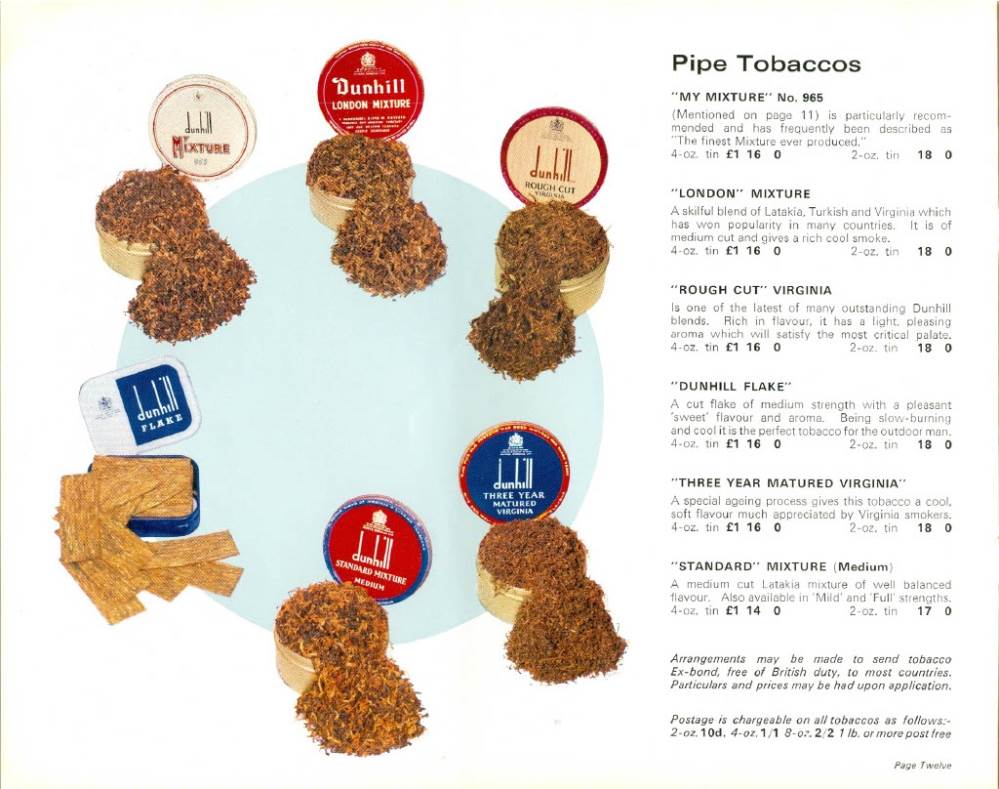 dunhill
My
MIXTURE
965
Dunhill
LONDON MIXTURE
dunhill
ROUGH CUT
VIRGINIA
dunhill
FLAKE
dunhill
THREE YEAR
MATURED
VIRGINIA
dunhill
STANDARD MIXTURE
MEDIUM
Pipe Tobaccos
"MY MIXTURE" No. 965
(Mentioned on page 11) is particularly recom-
mended and has frequently been described as
"The finest Mixture ever produced."
4-oz. tin £1 16 0 2-oz. tin 18 0
"LONDON" MIXTURE
A skilful blend of Latakia, Turkish and Virginia which
has won popularity in many countries. It is of
medium cut and gives a rich cool smoke.
4-oz. tin £1 16 0 2-oz. tin 18 0
"ROUGH CUT" VIRGINIA
Is one of the latest of many outstanding Dunhill
blends. Rich in flavour, it has a light, pleasing
aroma which will satisfy the most critical palate.
4-oz. tin £1 16 0 2-oz. tin 18 0
"DUNHILL FLAKE"
A cut flake of medium strength with a pleasant
'sweet' flavour and aroma. Being slow-burning
and cool it is the perfect tobacco for the outdoor man.
4-oz. tin £1 16 0 2-oz. tin 18 0
"THREE YEAR MATURED VIRGINIA"
A special ageing process gives this tobacco a cool,
soft flavour much appreciated by Virginia smokers.
4-oz. tin £1 16 0 2-oz. tin 18 0
"STANDARD" MIXTURE (Medium)
A medium cut Latakia mixture of well balanced
flavour. Also available in 'Mild' and 'Full' strengths.
4-oz. tin £1 14 0 2-oz. tin 17 0
Arrangements may be made to send tobacco
Ex-bond, free of British duty, to most countries.
Particulars and prices may be had upon application.
Postage is chargeable on all tobaccos as follows:-
2-oz. 10d, 4-oz. 1/1 8-oz. 2/2 1 lb. or more post free
Page Twelve